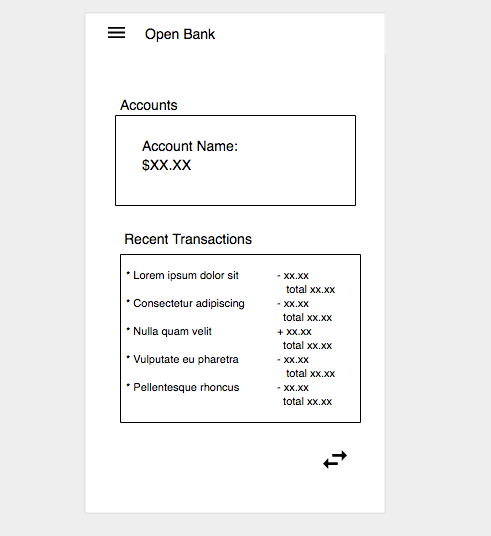 Open Bank
Accounts
Account Name:
$XX.XX
Recent Transactions
* Lorem ipsum dolor sit - xx.xx
total xx.xx
* Consectetur adipiscing - xx.xx
total xx.xx
* Nulla quam velit + xx.xx
total xx.xx
* Vulputate eu pharetra - xx.xx
total xx.xx
* Pellentesque rhoncus - xx.xx
total xx.xx